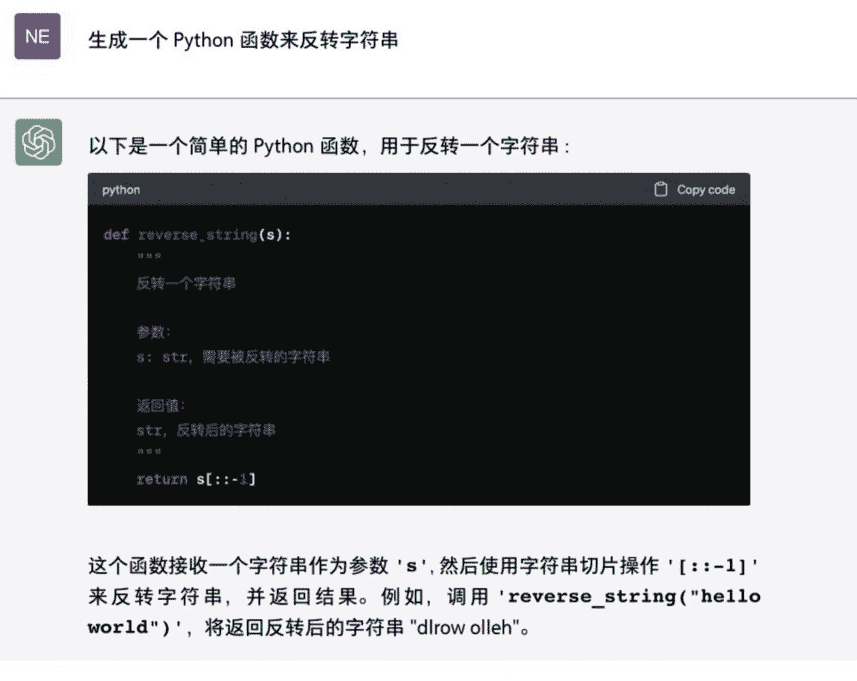 NE
生成一个 Python 函数来反转字符串
以下是一个简单的 Python 函数，用于反转一个字符串：
python
Copy code
def reverse_string(s):
"""
反转一个字符串
参数：
s: str, 需要被反转的字符串
返回值：
str, 反转后的字符串
"""
return s[::-1]
这个函数接收一个字符串作为参数 's', 然后使用字符串切片操作 '[::-1]'
来反转字符串，并返回结果。例如，调用 'reverse_string("hello
world")'，将返回反转后的字符串 "dlrow olleh"。